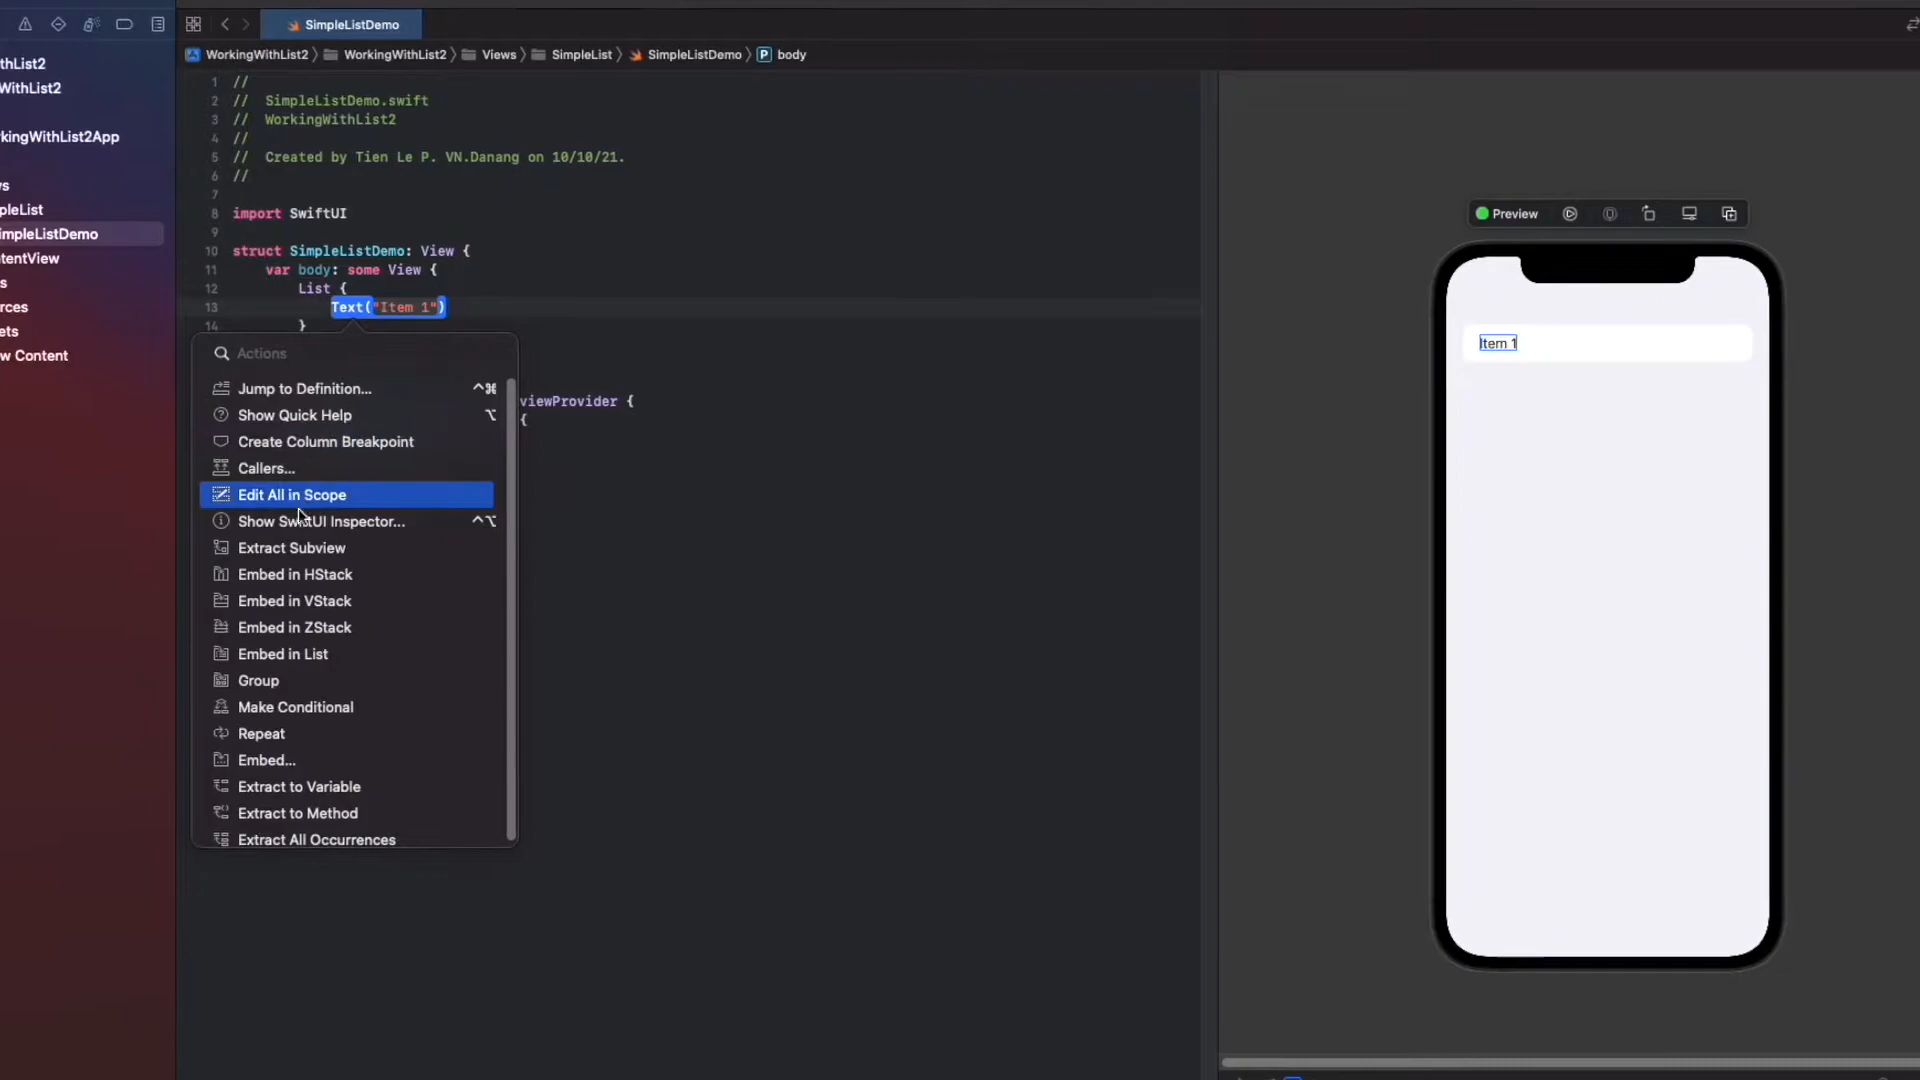 SimpleListDemo
WorkingWithList2 〉 WorkingWithList2 〉 Views 〉 SimpleList 〉 SimpleListDemo 〉 P body
thList2
WithList2
kingWithList2App
s
pleList
impleListDemo
tentView
s
rces
ets
w Content
1 //
2 //  SimpleListDemo.swift
3 //  WorkingWithList2
4 //
5 //  Created by Tien Le P. VN.Danang on 10/10/21.
6 //
7
8 import SwiftUI
9
10 struct SimpleListDemo: View {
11     var body: some View {
12         List {
13             Text("Item 1")
14         }
viewProvider {
{
Actions
Jump to Definition... ^⌘
Show Quick Help ⌥
Create Column Breakpoint
Callers...
Edit All in Scope
Show SwiftUI Inspector... ^⌥
Extract Subview
Embed in HStack
Embed in VStack
Embed in ZStack
Embed in List
Group
Make Conditional
Repeat
Embed...
Extract to Variable
Extract to Method
Extract All Occurrences
Preview
Item 1